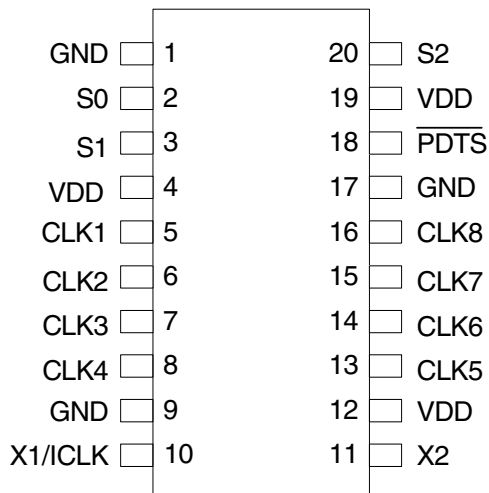 GND 1 20 S2
S0 2 19 VDD
S1 3 18 PDTS
VDD 4 17 GND
CLK1 5 16 CLK8
CLK2 6 15 CLK7
CLK3 7 14 CLK6
CLK4 8 13 CLK5
GND 9 12 VDD
X1/ICLK 10 11 X2